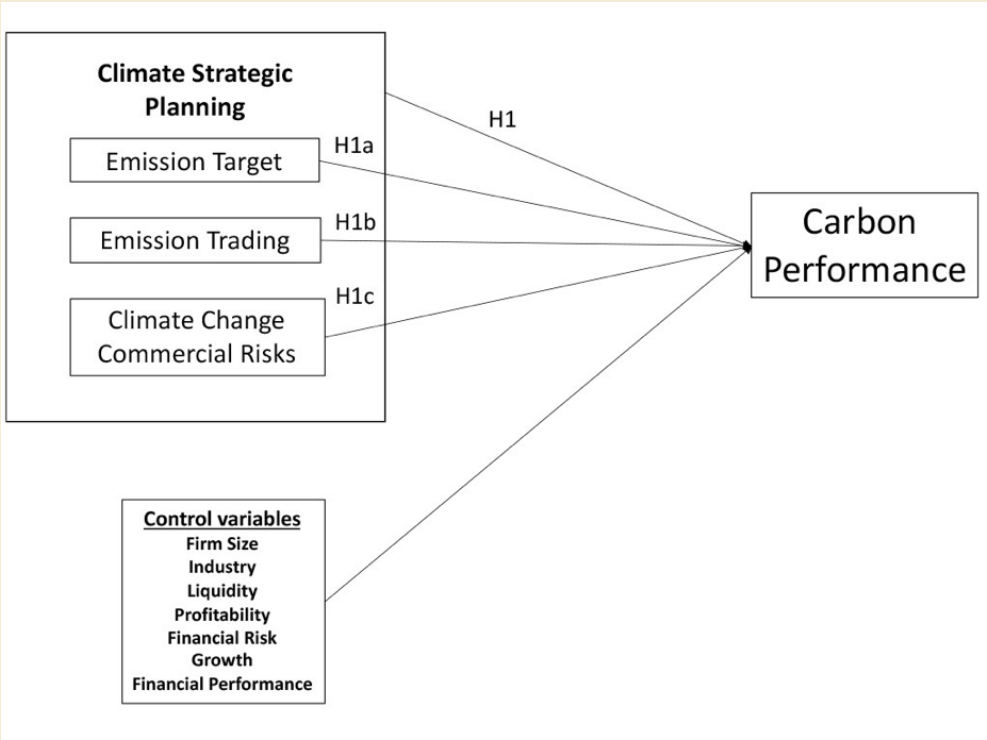 Climate Strategic
Planning
Emission Target
H1a
Emission Trading
H1b
Climate Change
Commercial Risks
H1c
H1
Carbon
Performance
Control variables
Firm Size
Industry
Liquidity
Profitability
Financial Risk
Growth
Financial Performance